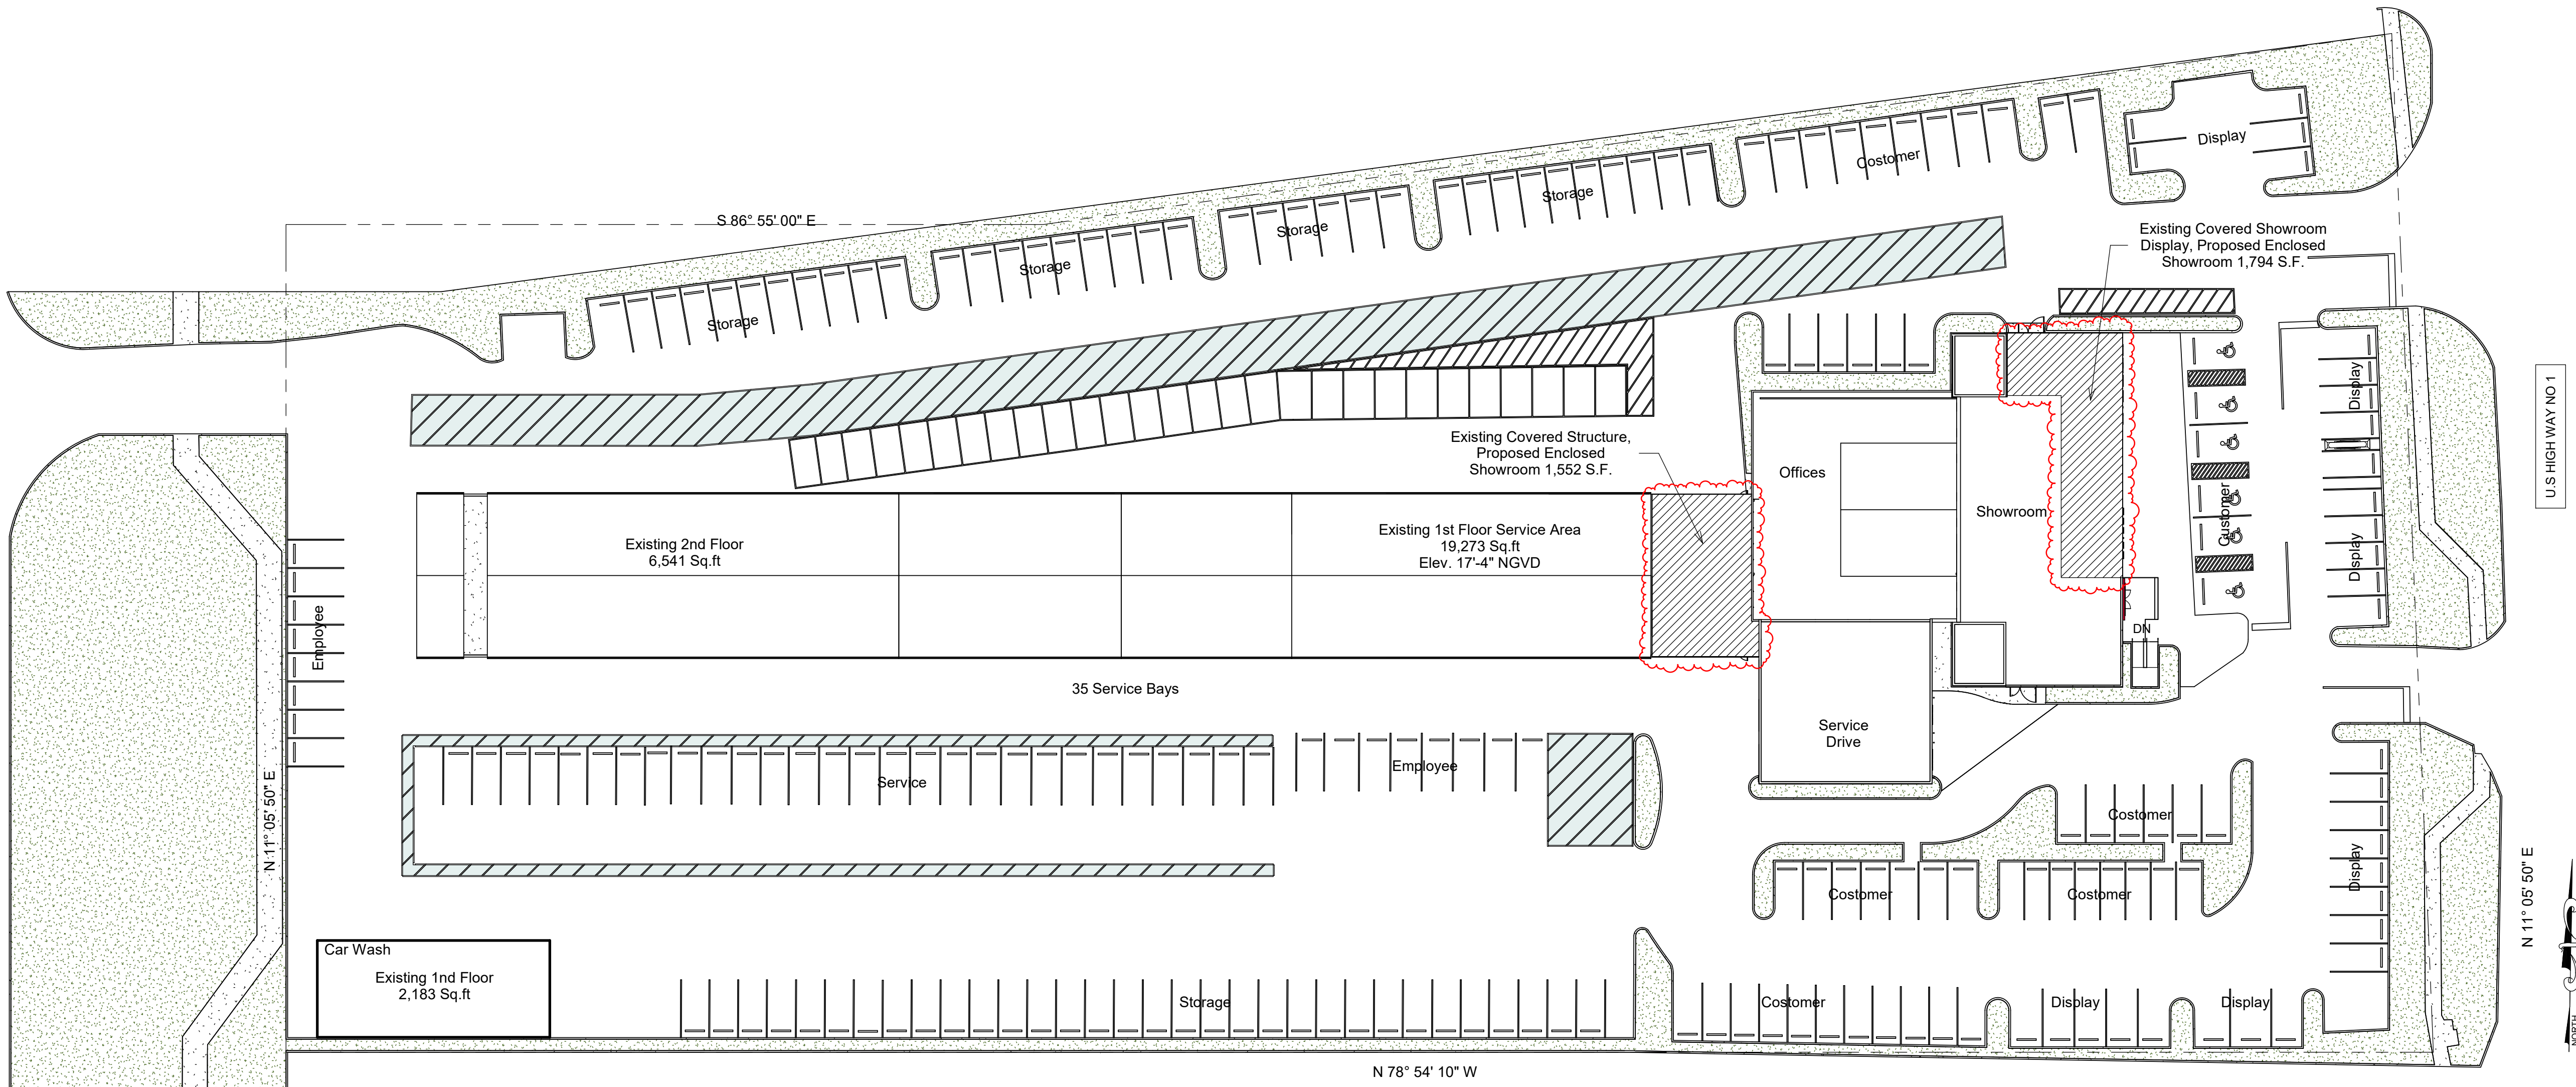 Display
Costomer
Storage
Storage
Storage
Storage
S 86° 55' 00" E
Existing Covered Showroom
Display, Proposed Enclosed
Showroom 1,794 S.F.
U.S HIGH WAY NO 1
Display
Display
Customer
Existing Covered Structure,
Proposed Enclosed
Showroom 1,552 S.F.
Offices
Showroom
Existing 2nd Floor
6,541 Sq.ft
Existing 1st Floor Service Area
19,273 Sq.ft
Elev. 17'-4" NGVD
Employee
DN
35 Service Bays
Service
Drive
Employee
Service
N 11° 05' 50" E
Costomer
Costomer
Costomer
Display
N 11° 05' 50" E
Car Wash
Existing 1nd Floor
2,183 Sq.ft
Storage
Costomer
Display
Display
NORTH
N 78° 54' 10" W